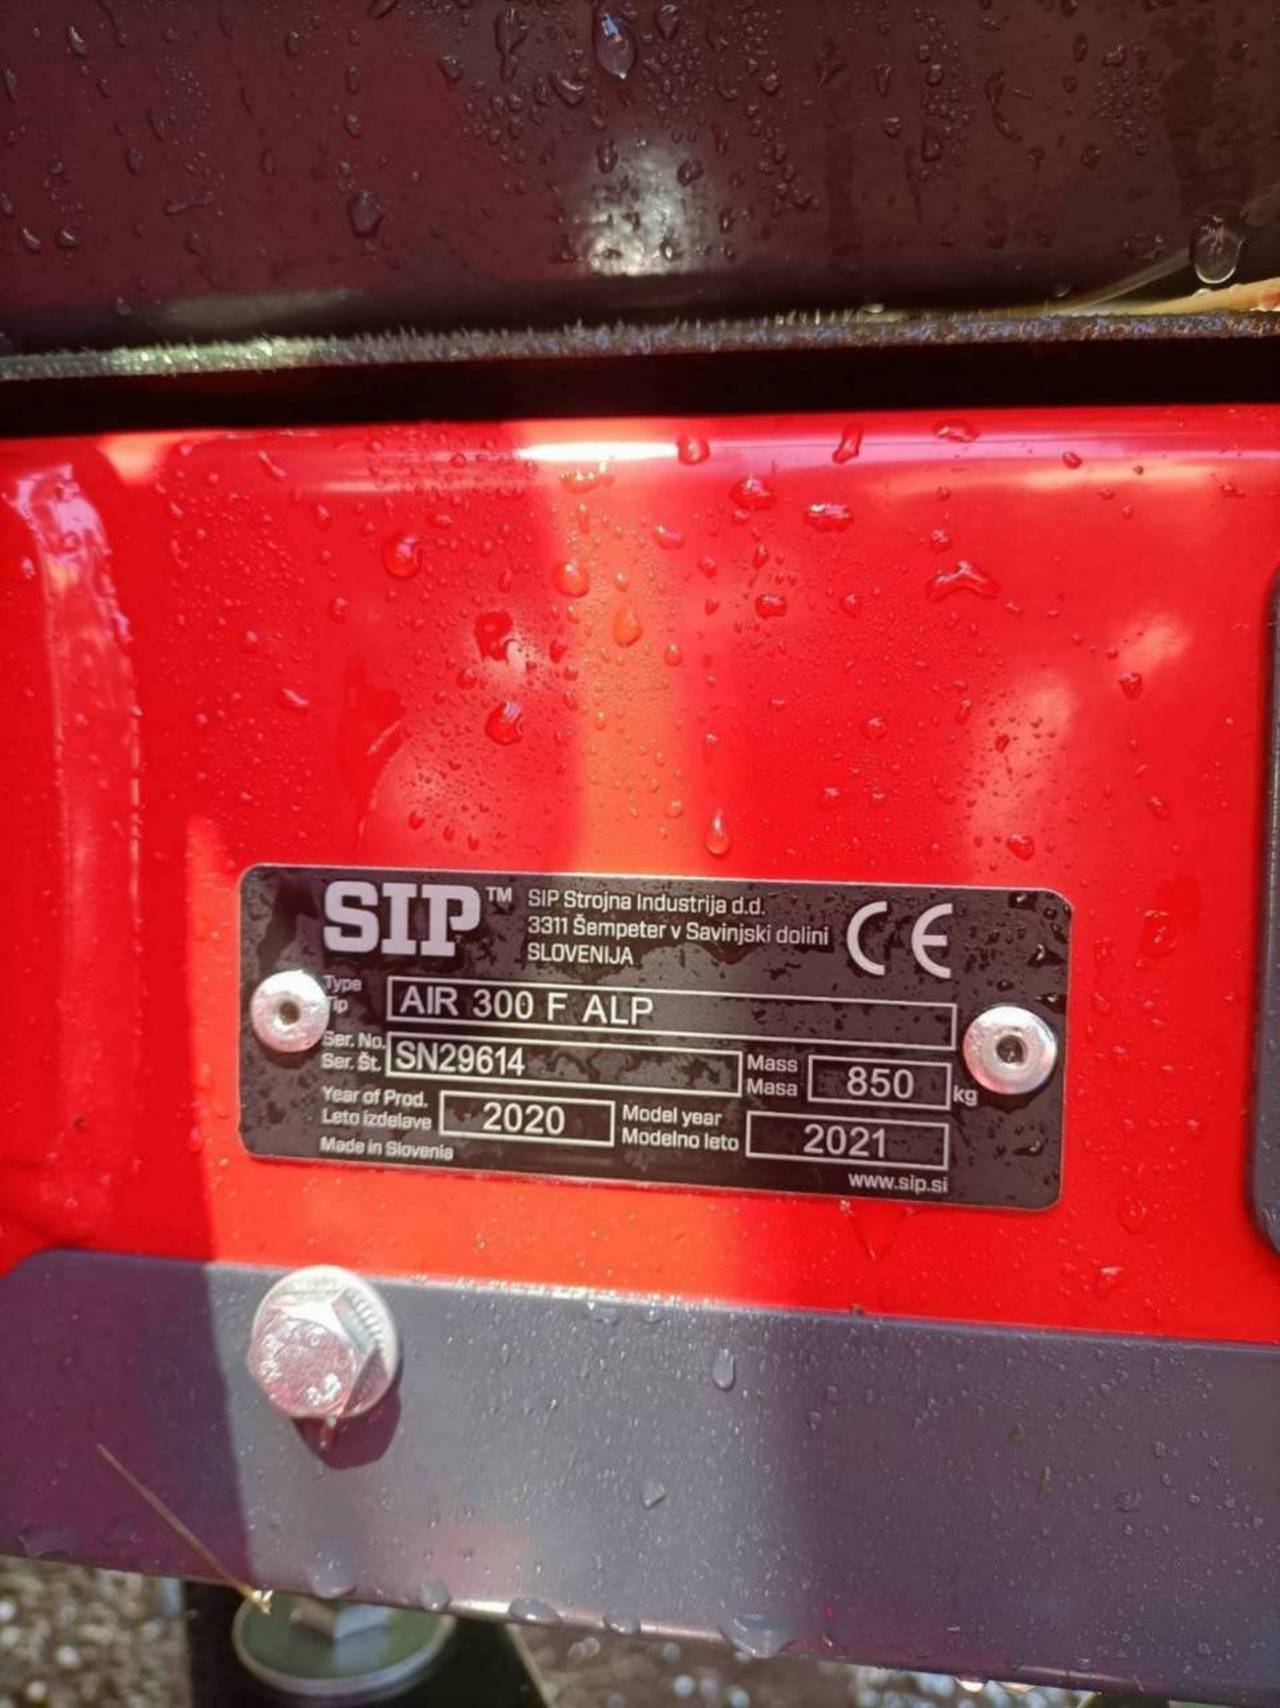 SIP™
SIP Strojna Industrija d.d.
3311 Šempeter v Savinjski dolini
SLOVENIJA
CE
Type
Tip
AIR 300 F ALP
Ser. No.
Ser. Št.
SN29614
Mass
Masa
850
kg
Year of Prod.
Leto izdelave
2020
Model year
Modelno leto
2021
Made in Slovenia
www.sip.si